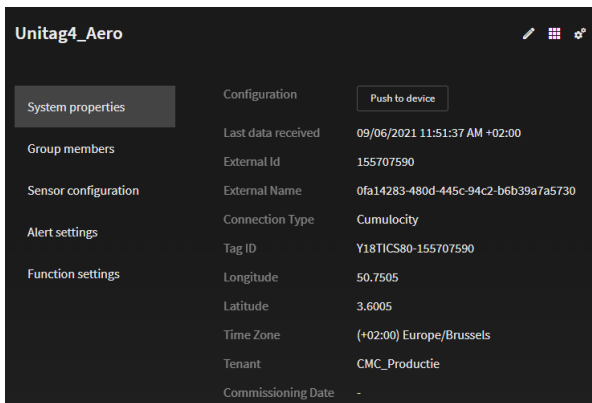 Unitag4_Aero
System properties
Group members
Sensor configuration
Alert settings
Function settings
Configuration Push to device
Last data received 09/06/2021 11:51:37 AM +02:00
External Id 155707590
External Name 0fa14283-480d-445c-94c2-b6b39a7a5730
Connection Type Cumulocity
Tag ID Y18TICS80-155707590
Longitude 50.7505
Latitude 3.6005
Time Zone (+02:00) Europe/Brussels
Tenant CMC_Productie
Commissioning Date -